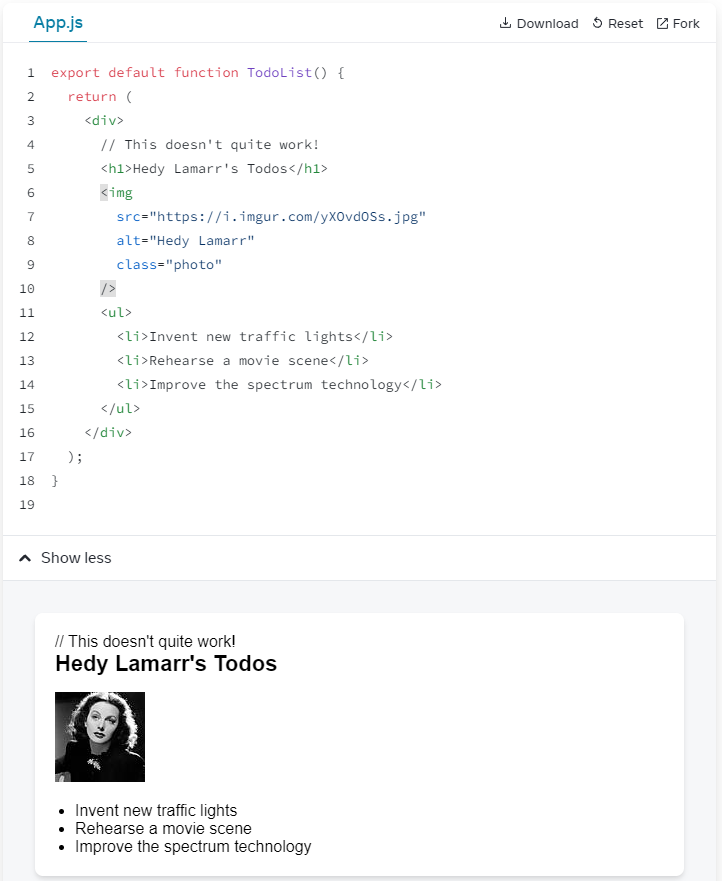 App.js Download Reset Fork
1 export default function TodoList() {
2   return (
3     <div>
4       // This doesn't quite work!
5       <h1>Hedy Lamarr's Todos</h1>
6       <img
7         src="https://i.imgur.com/yXOvdOSs.jpg"
8         alt="Hedy Lamarr"
9         class="photo"
10       />
11       <ul>
12         <li>Invent new traffic lights</li>
13         <li>Rehearse a movie scene</li>
14         <li>Improve the spectrum technology</li>
15       </ul>
16     </div>
17   );
18 }
19
Show less
// This doesn't quite work!
Hedy Lamarr's Todos
• Invent new traffic lights
• Rehearse a movie scene
• Improve the spectrum technology